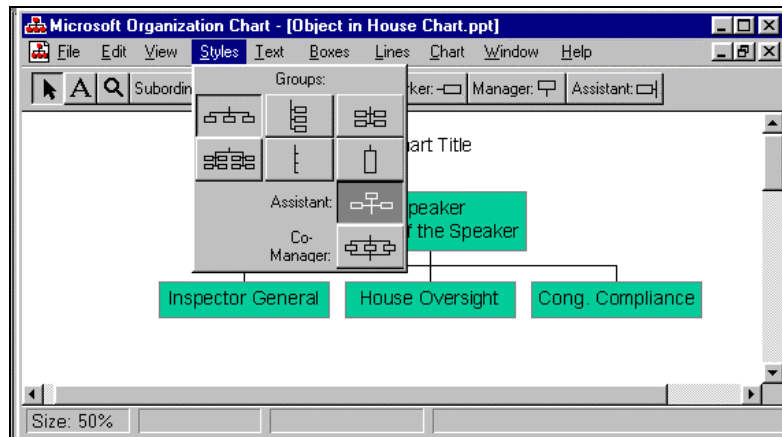 Microsoft Organization Chart - [Object in House Chart.ppt]
File Edit View Styles Text Boxes Lines Chart Window Help
A Subordin ker: Manager: Assistant:
Groups:
art Title
Assistant:
peaker
f the Speaker
Co-
Manager:
Inspector General House Oversight Cong. Compliance
Size: 50%